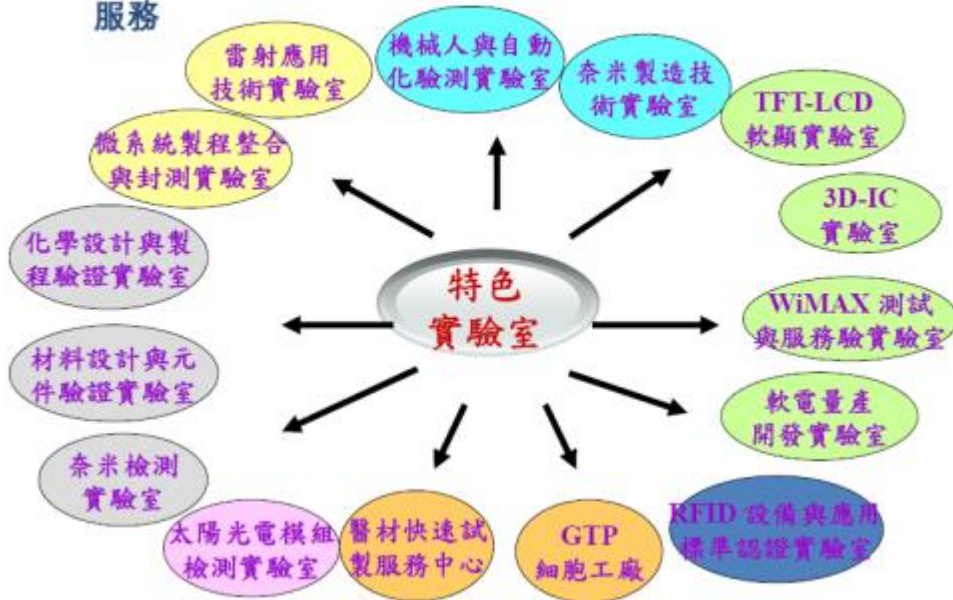 服務
雷射應用
技術實驗室
機械人與自動
化驗測實驗室
奈米製造技
術實驗室
TFT-LCD
軟顯實驗室
微系統製程整合
與封測實驗室
3D-IC
實驗室
化學設計與製
程驗證實驗室
特色
實驗室
WiMAX 測試
與服務驗實驗室
材料設計與元
件驗證實驗室
軟電量產
開發實驗室
奈米檢測
實驗室
太陽光電模組
檢測實驗室
醫材快速試
製服務中心
GTP
細胞工廠
RFID 設備與應用
標準認證實驗室